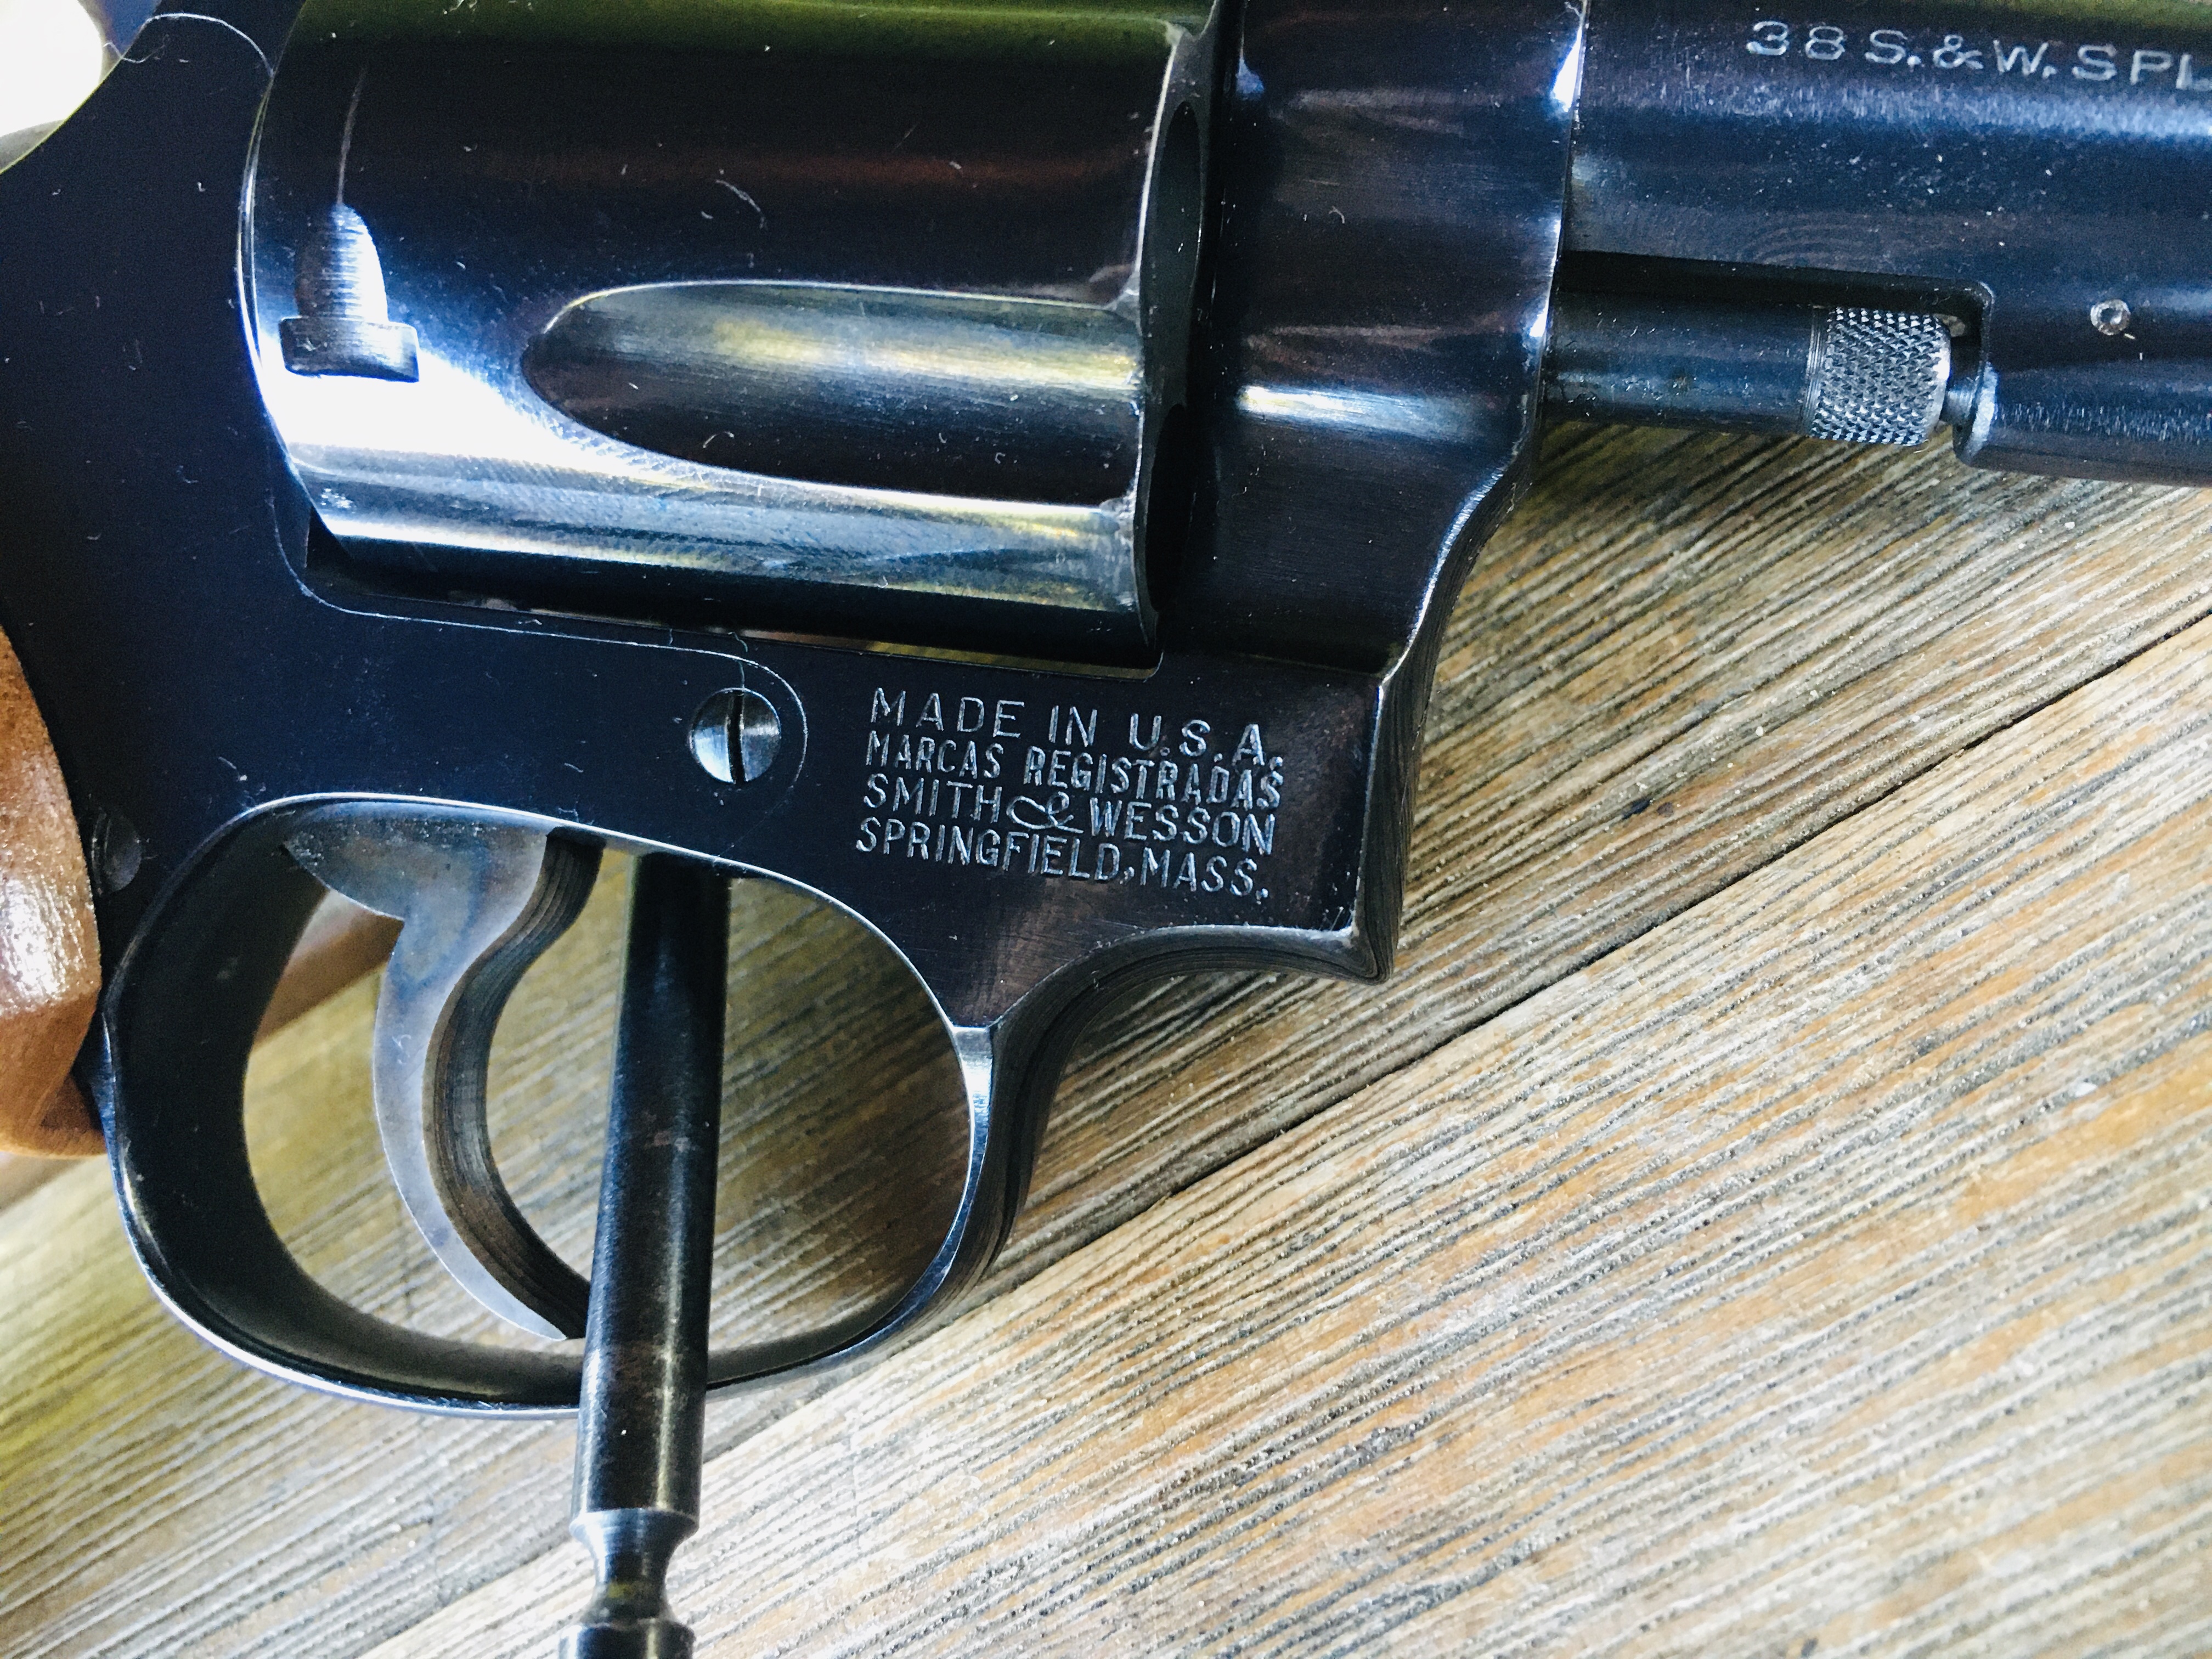 38 S.&W. SPL
MADE IN U.S.A.
MARCAS REGISTRADAS
SMITH & WESSON
SPRINGFIELD, MASS.